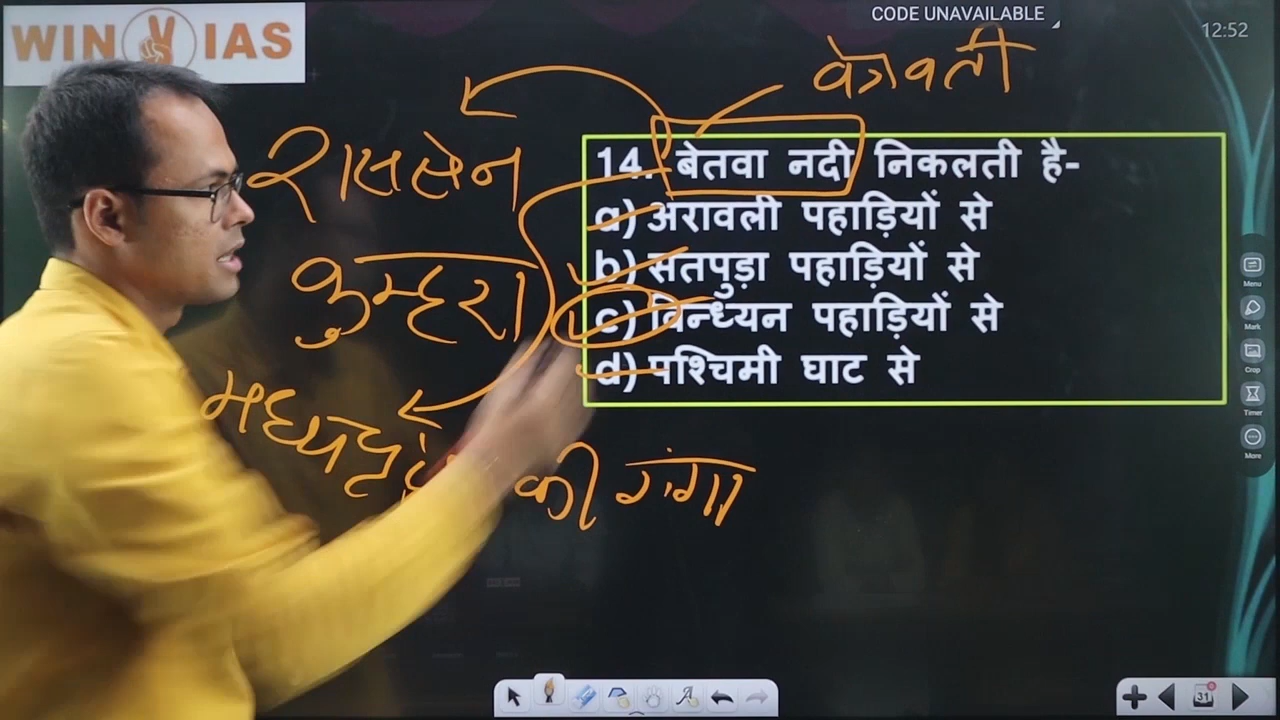 WIN IAS
CODE UNAVAILABLE
12:52
वेत्रवती
14. बेतवा नदी निकलती है-
a) अरावली पहाड़ियों से
b) सतपुड़ा पहाड़ियों से
c) विन्ध्यन पहाड़ियों से
d) पश्चिमी घाट से
रायसेन
कुम्हरा
की गंगा
Menu
Mark
Crop
Timer
More
31